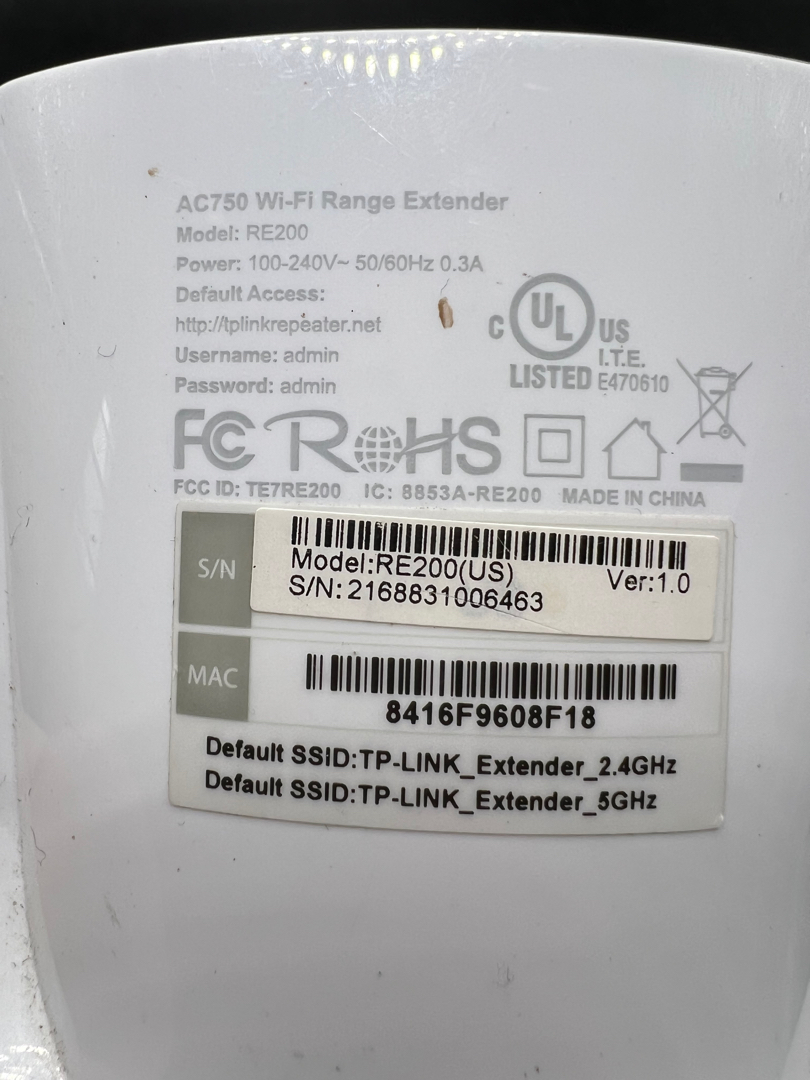 AC750 Wi-Fi Range Extender
Model: RE200
Power: 100-240V~ 50/60Hz 0.3A
Default Access:
http://tplinkrepeater.net
Username: admin
Password: admin
C UL US
I.T.E.
LISTED E470610
FC RoHS
FCC ID: TE7RE200 IC: 8853A-RE200 MADE IN CHINA
S/N
Model:RE200(US) Ver:1.0
S/N: 2168831006463
MAC
8416F9608F18
Default SSID:TP-LINK_Extender_2.4GHz
Default SSID:TP-LINK_Extender_5GHz